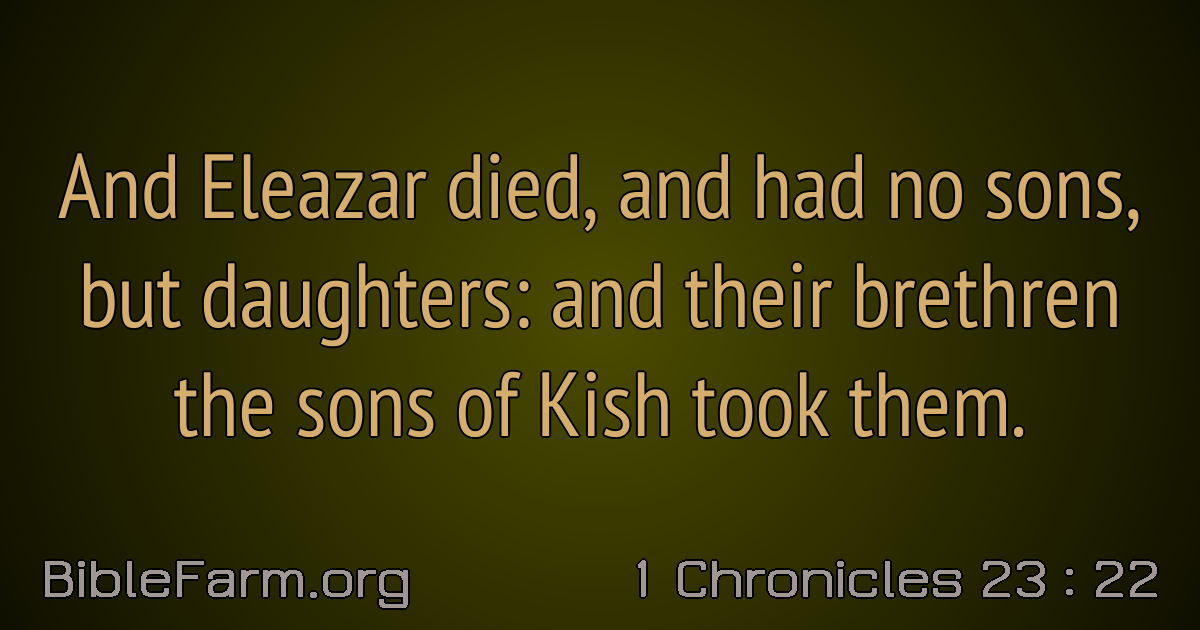 And Eleazar died, and had no sons,
but daughters: and their brethren
the sons of Kish took them.
BibleFarm.org
1 Chronicles 23 : 22